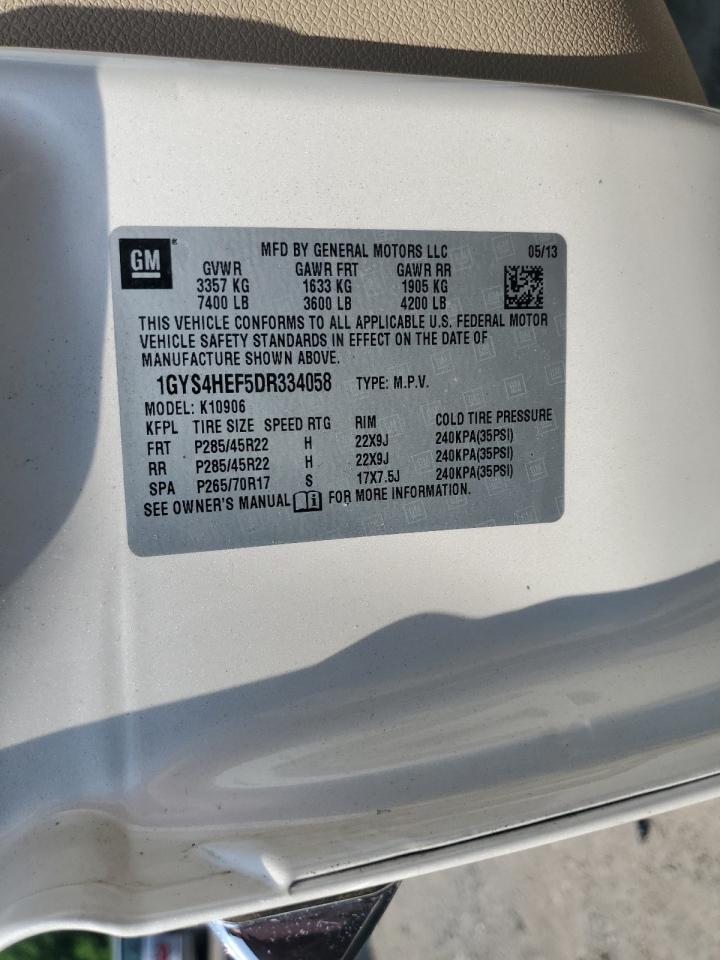 GM ® MFD BY GENERAL MOTORS LLC 05/13
GVWR GAWR FRT GAWR RR
3357 KG 1633 KG 1905 KG
7400 LB 3600 LB 4200 LB
THIS VEHICLE CONFORMS TO ALL APPLICABLE U.S. FEDERAL MOTOR
VEHICLE SAFETY STANDARDS IN EFFECT ON THE DATE OF
MANUFACTURE SHOWN ABOVE.
1GYS4HEF5DR334058 TYPE: M.P.V.
MODEL: K10906
KFPL TIRE SIZE SPEED RTG RIM COLD TIRE PRESSURE
FRT P285/45R22 H 22X9J 240KPA(35PSI)
RR P285/45R22 H 22X9J 240KPA(35PSI)
SPA P265/70R17 S 17X7.5J 240KPA(35PSI)
SEE OWNER'S MANUAL i FOR MORE INFORMATION.